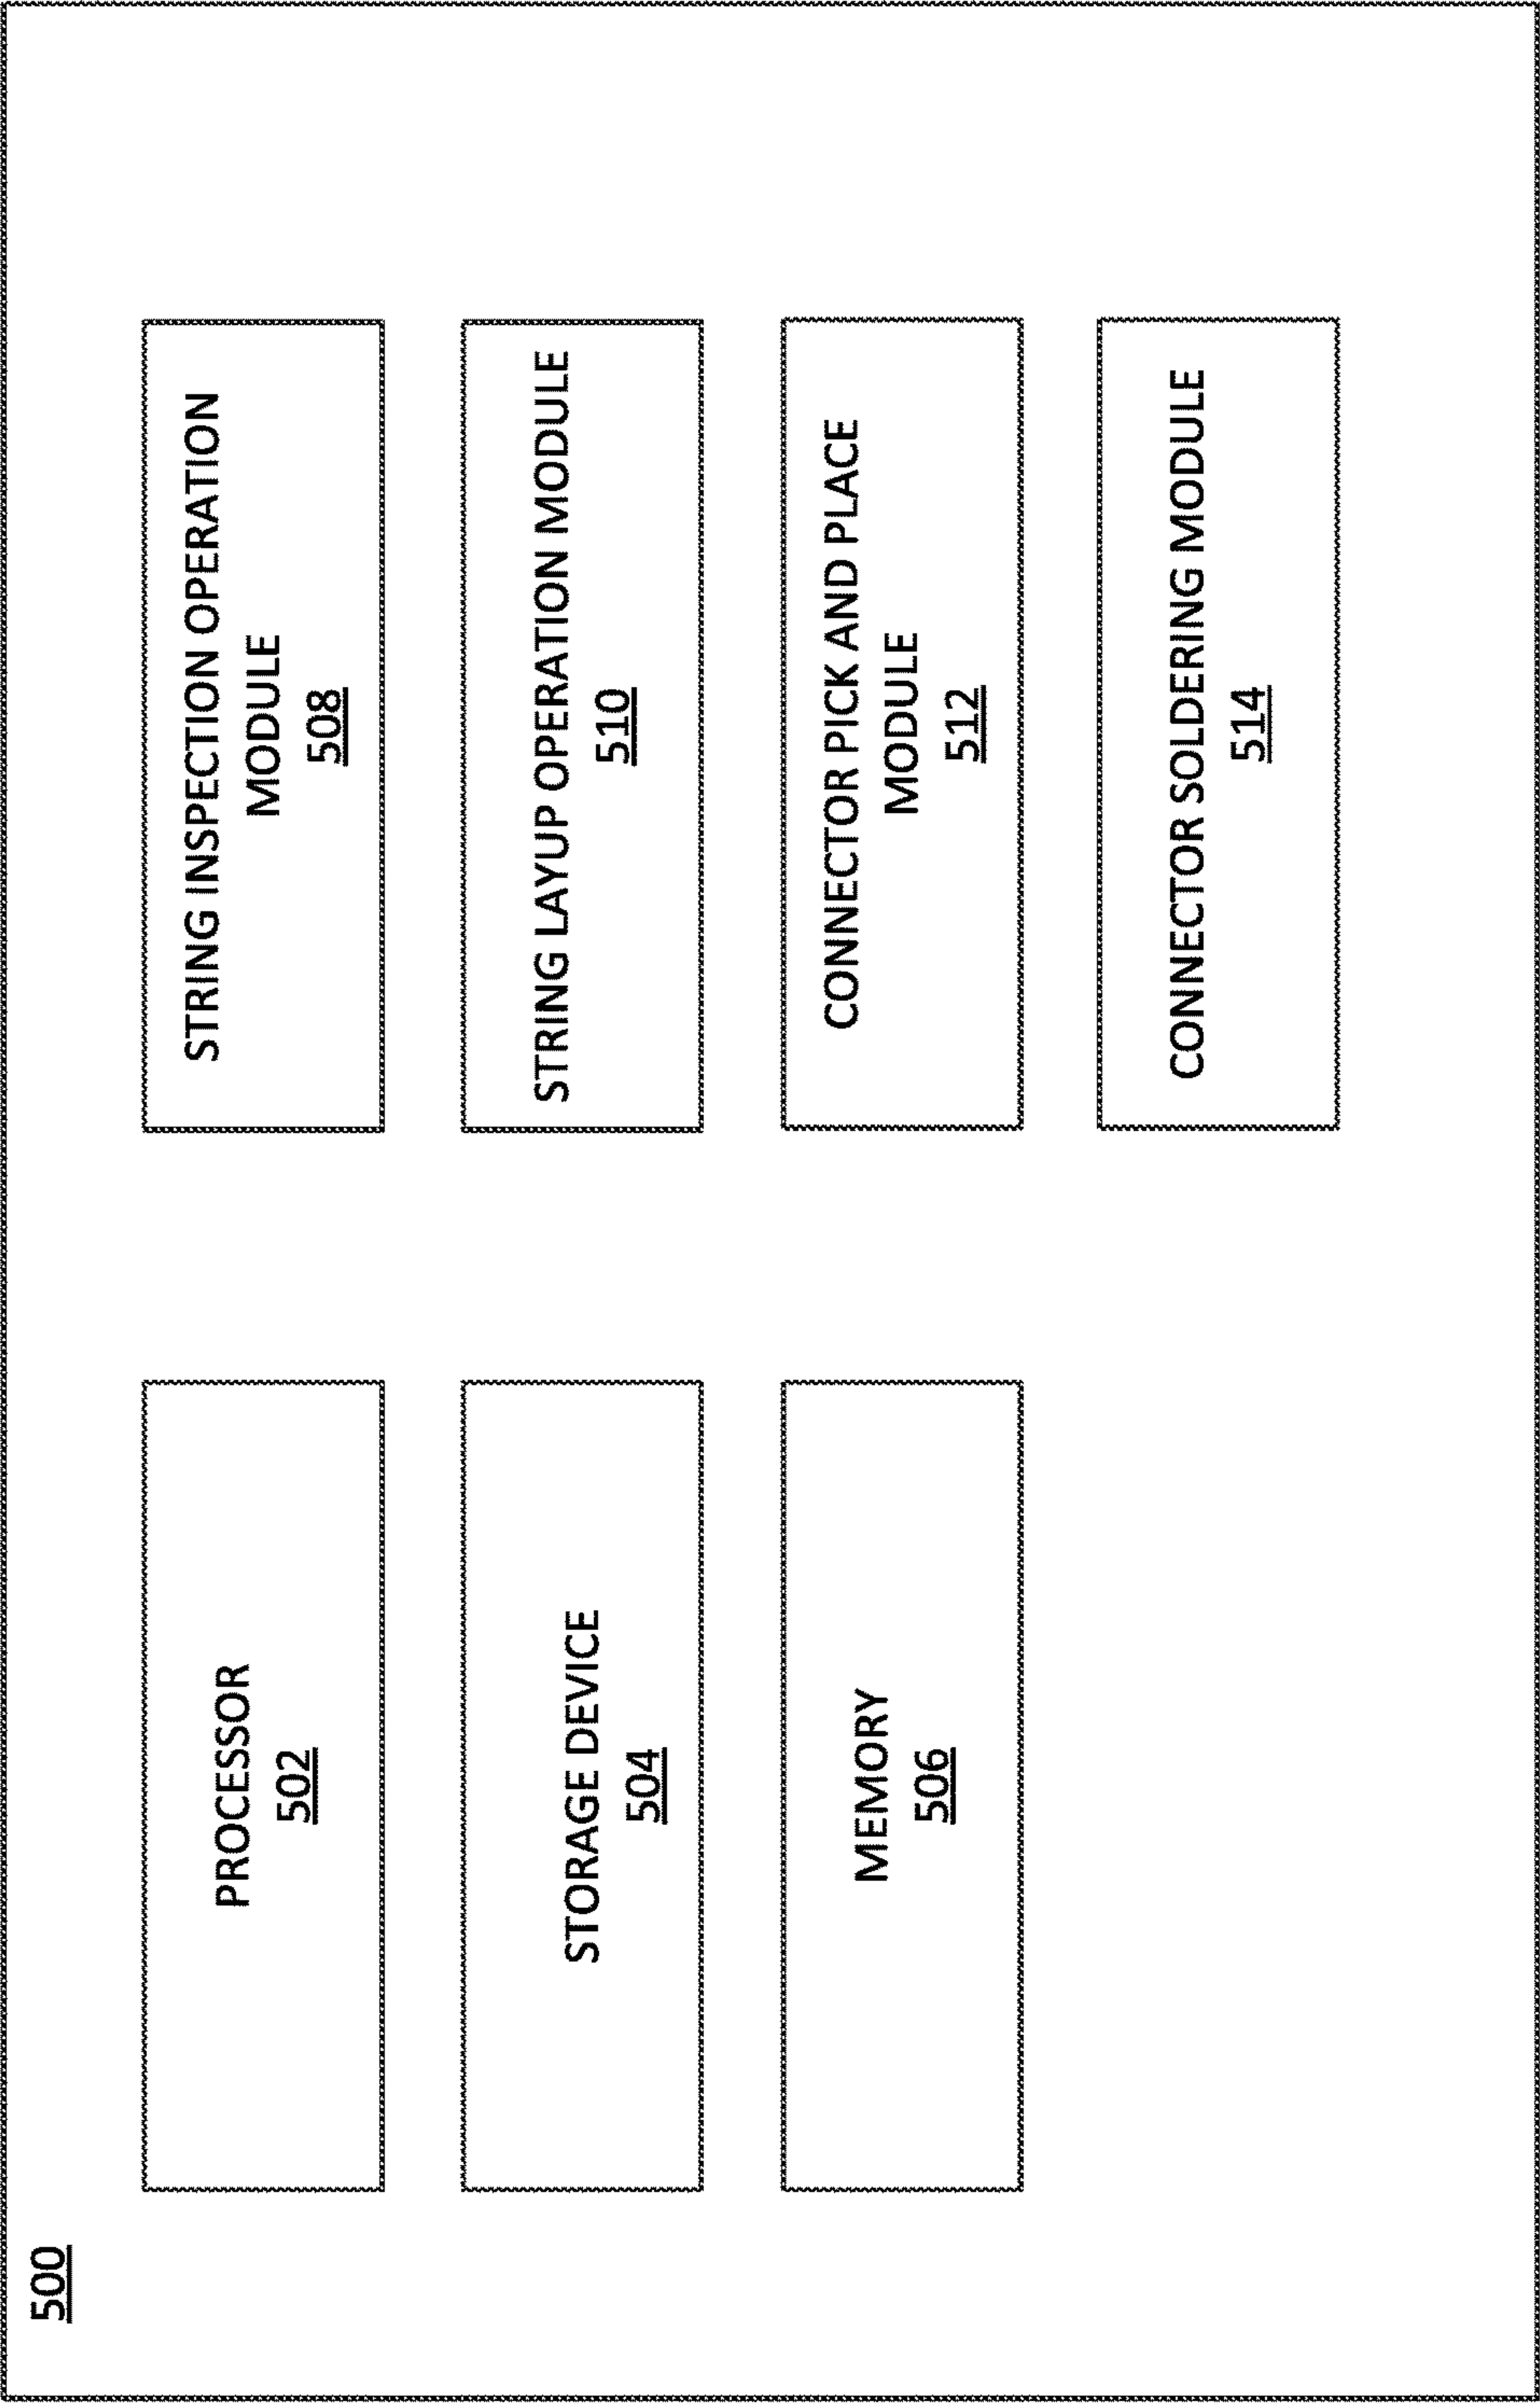 500
PROCESSOR
502
STORAGE DEVICE
504
MEMORY
506
STRING INSPECTION OPERATION
MODULE
508
STRING LAYUP OPERATION MODULE
510
CONNECTOR PICK AND PLACE
MODULE
512
CONNECTOR SOLDERING MODULE
514